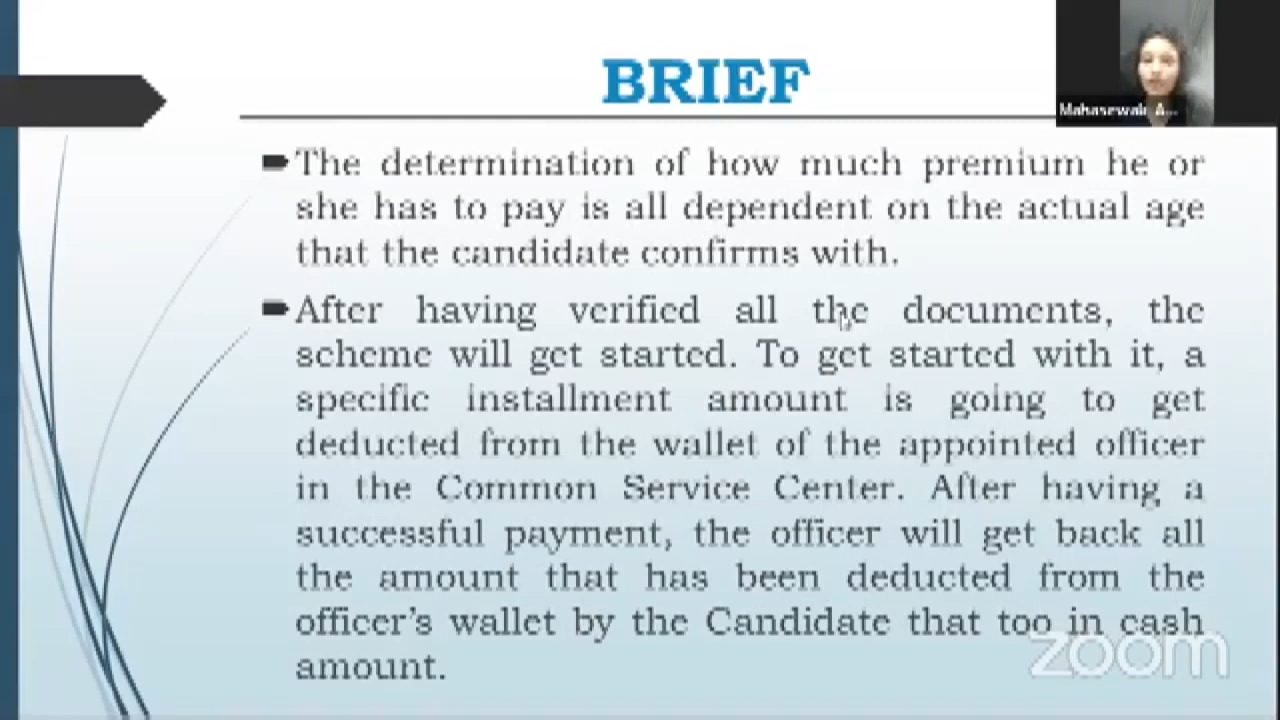 BRIEF
Mahasewak A...
The determination of how much premium he or
she has to pay is all dependent on the actual age
that the candidate confirms with.
After having verified all the documents, the
scheme will get started. To get started with it, a
specific installment amount is going to get
deducted from the wallet of the appointed officer
in the Common Service Center. After having a
successful payment, the officer will get back all
the amount that has been deducted from the
officer's wallet by the Candidate that too in cash
amount.
zoom